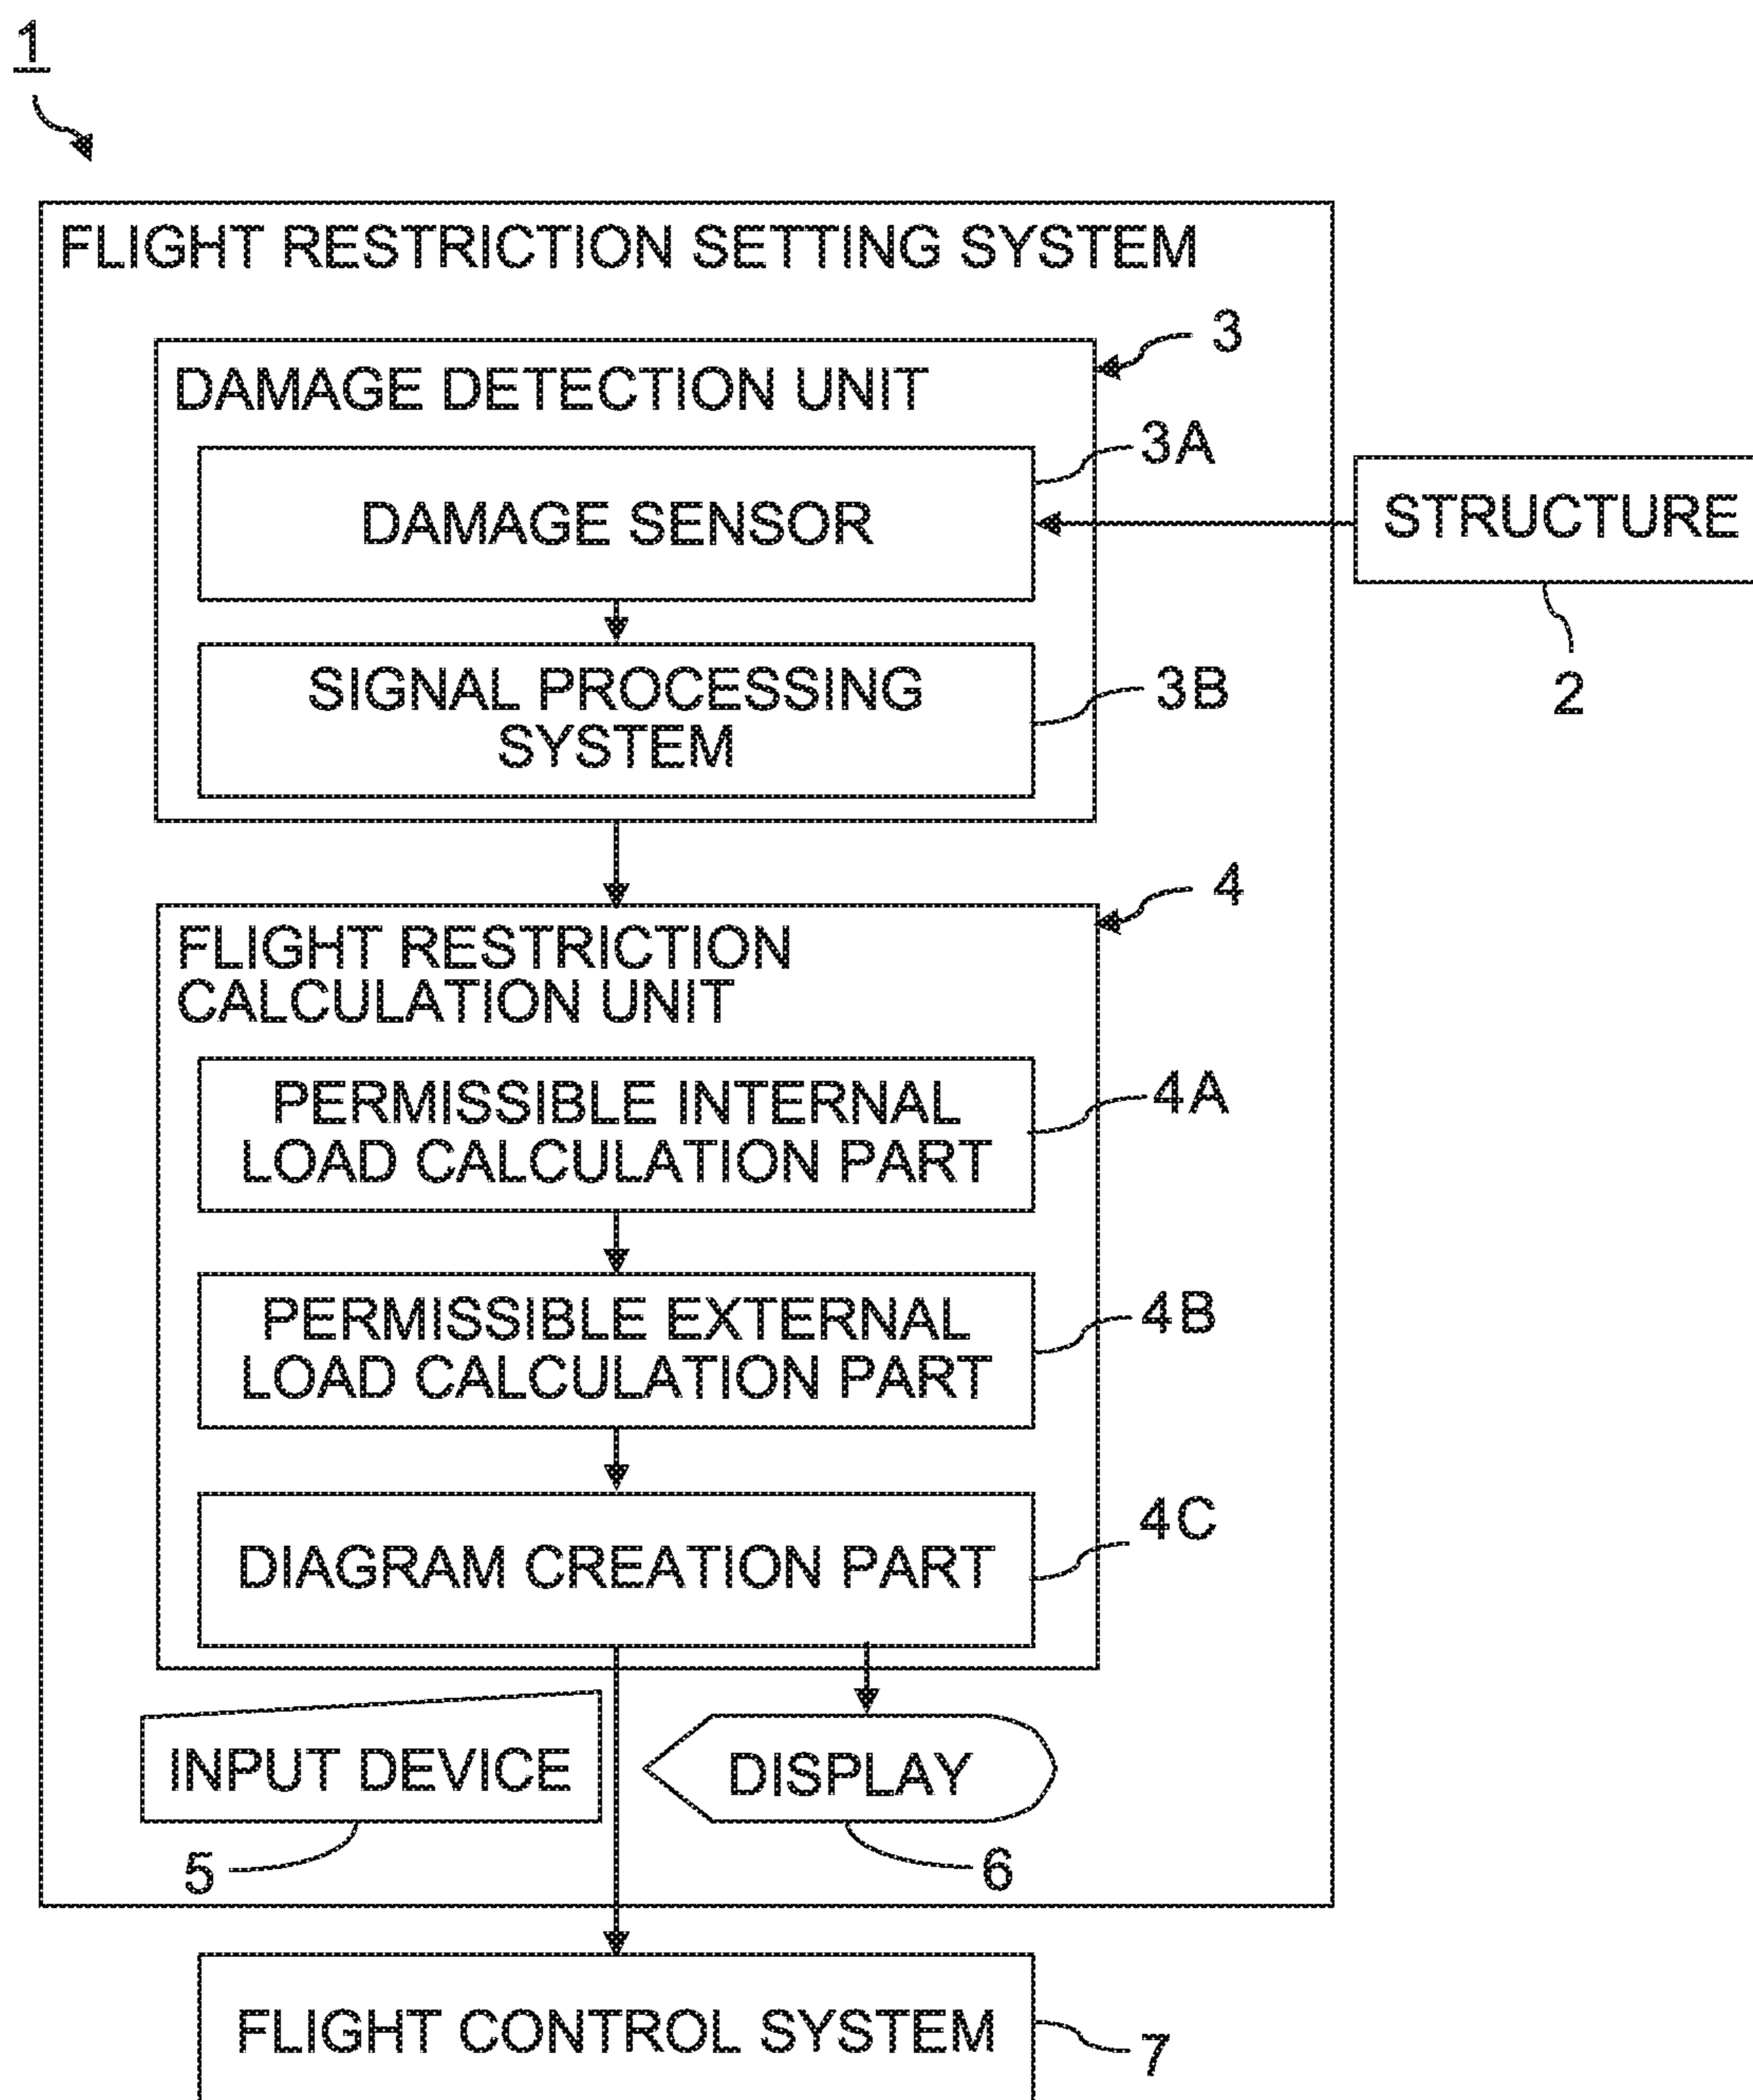 1
FLIGHT RESTRICTION SETTING SYSTEM
3
DAMAGE DETECTION UNIT
3A
DAMAGE SENSOR
STRUCTURE
2
SIGNAL PROCESSING
SYSTEM
3B
4
FLIGHT RESTRICTION
CALCULATION UNIT
PERMISSIBLE INTERNAL
LOAD CALCULATION PART
4A
PERMISSIBLE EXTERNAL
LOAD CALCULATION PART
4B
4C
DIAGRAM CREATION PART
INPUT DEVICE
DISPLAY
5
6
FLIGHT CONTROL SYSTEM
7